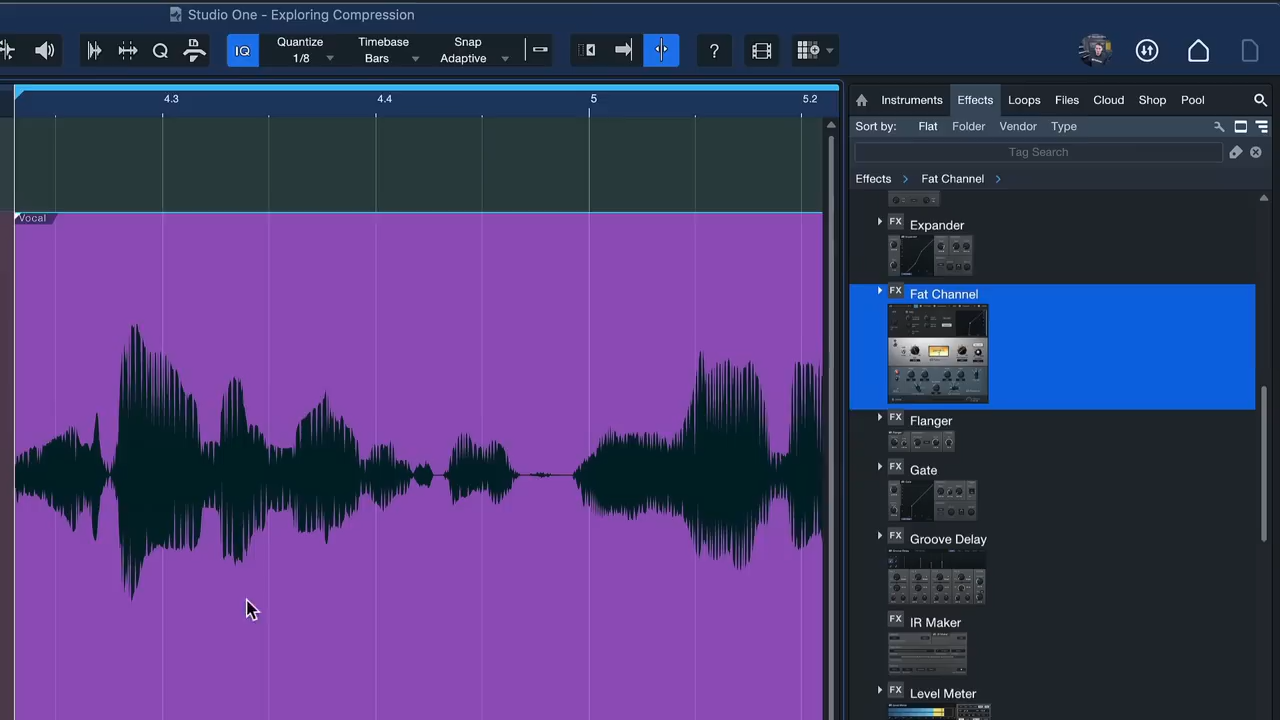 Studio One - Exploring Compression
IQ
Quantize
1/8
Timebase
Bars
Snap
Adaptive
?
4.3
4.4
5
5.2
Vocal
Instruments
Effects
Loops
Files
Cloud
Shop
Pool
Sort by:
Flat
Folder
Vendor
Type
Tag Search
Effects
Fat Channel
FX
Expander
FX
Fat Channel
FX
Flanger
FX
Gate
FX
Groove Delay
FX
IR Maker
FX
Level Meter